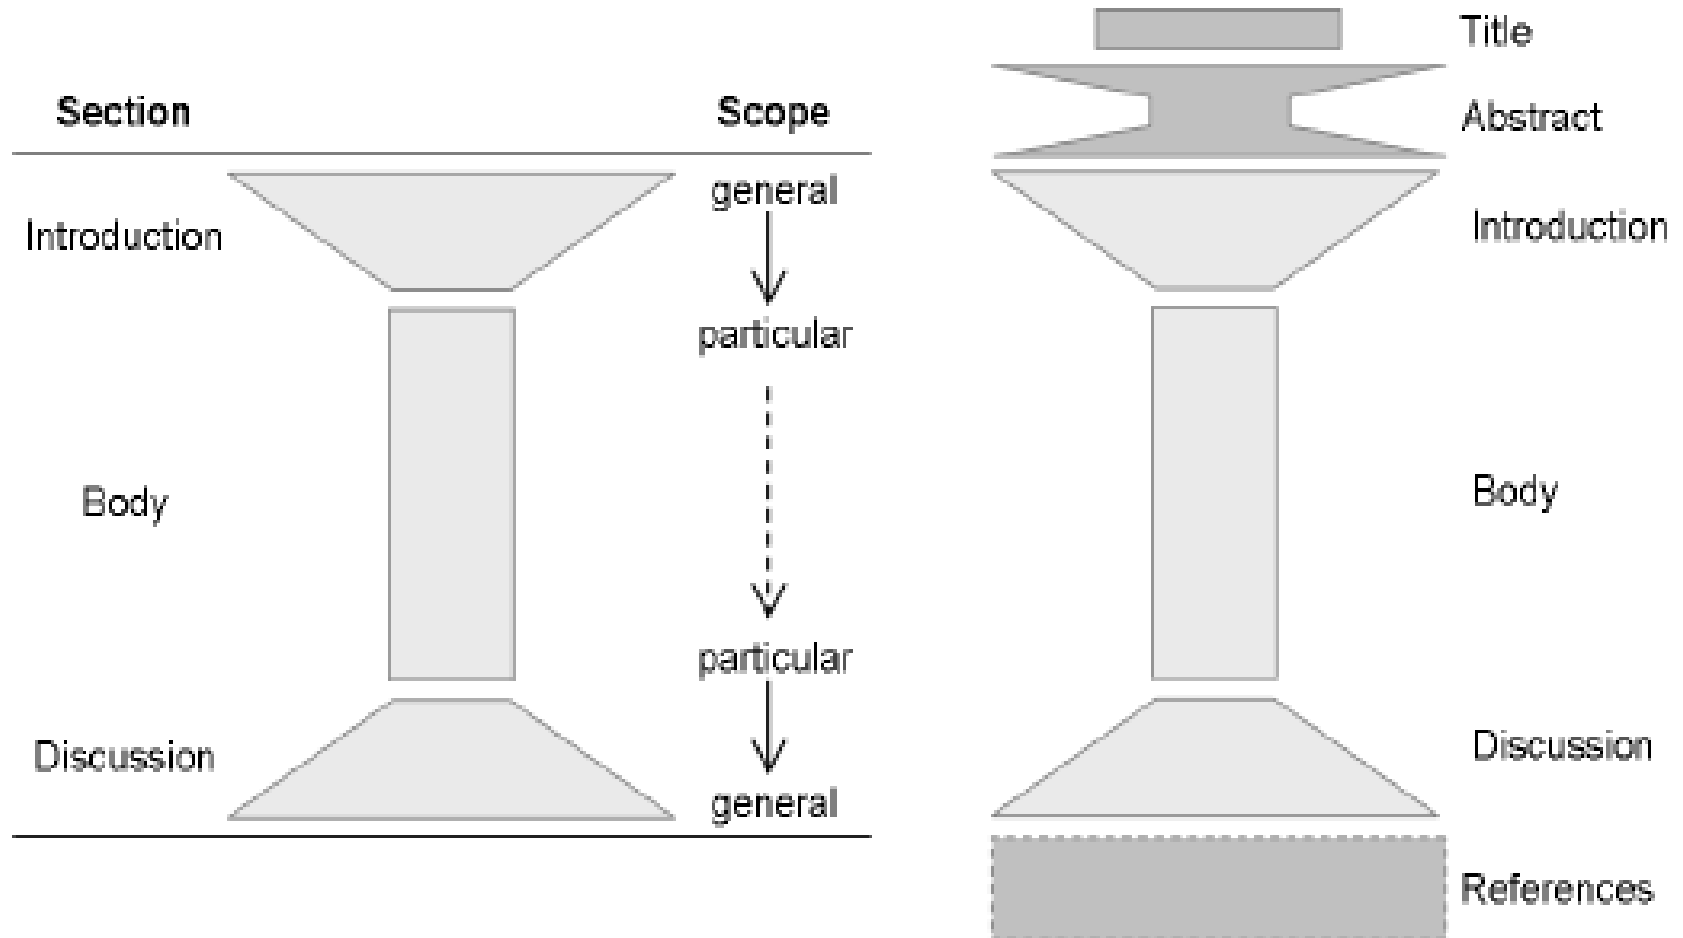 Section Scope
Introduction
general
particular
Body
particular
Discussion
general
Title
Abstract
Introduction
Body
Discussion
References